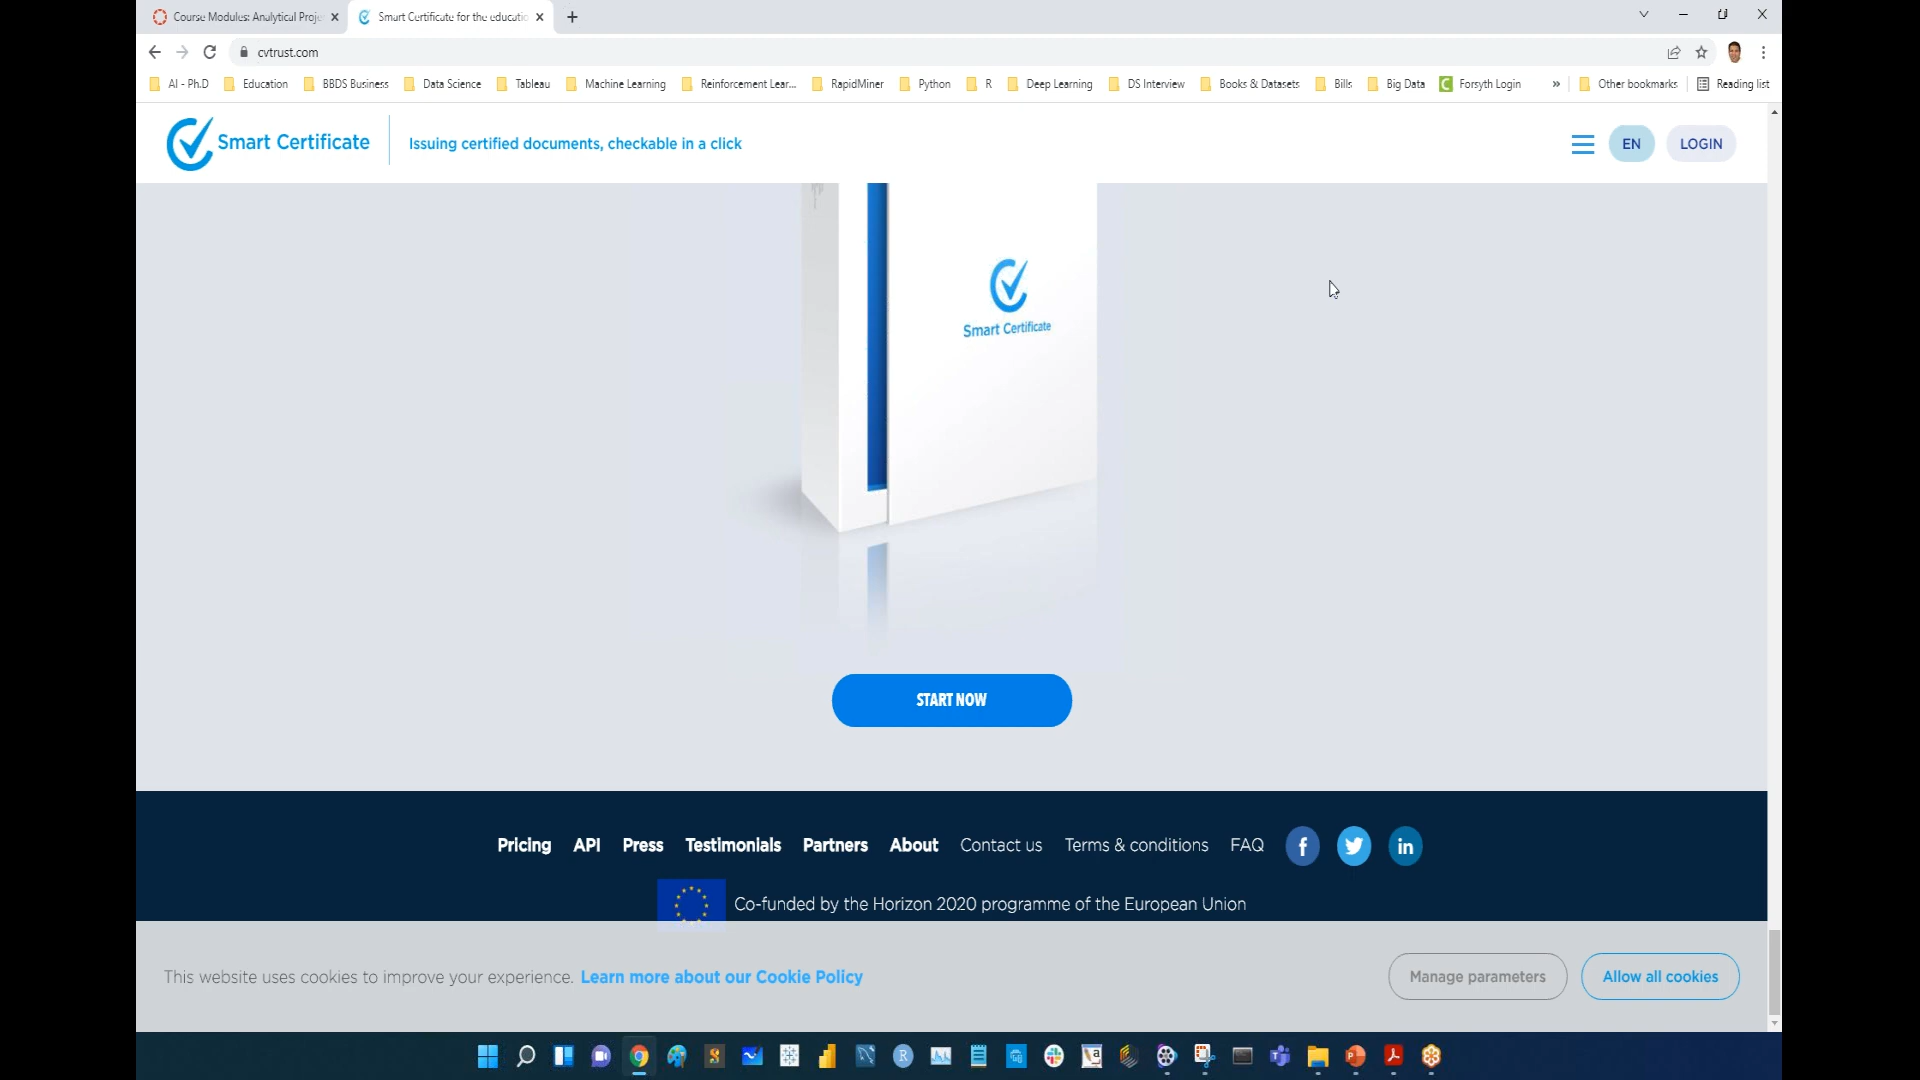 Course Modules: Analytical Proje
Smart Certificate for the educatio
cvtrust.com
AI - Ph.D
Education
BBDS Business
Data Science
Tableau
Machine Learning
Reinforcement Lear...
RapidMiner
Python
R
Deep Learning
DS Interview
Books & Datasets
Bills
Big Data
Forsyth Login
»
Other bookmarks
Reading list
Smart Certificate
Issuing certified documents, checkable in a click
EN
LOGIN
Smart Certificate
START NOW
Pricing
API
Press
Testimonials
Partners
About
Contact us
Terms & conditions
FAQ
Co-funded by the Horizon 2020 programme of the European Union
This website uses cookies to improve your experience. Learn more about our Cookie Policy
Manage parameters
Allow all cookies